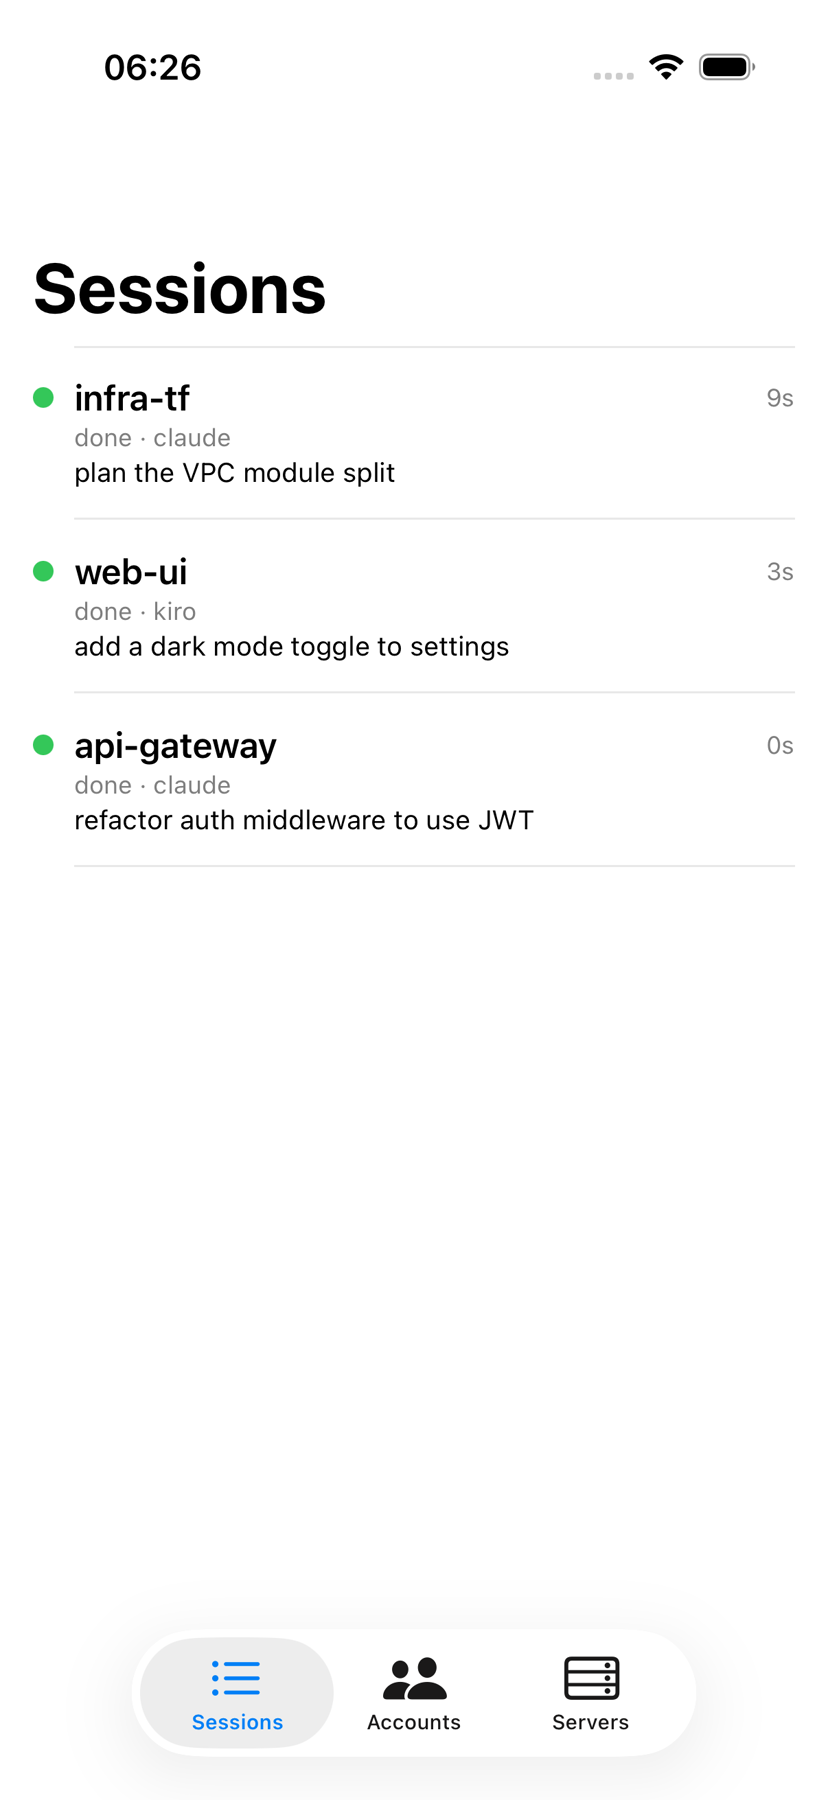 06:26
Sessions
infra-tf 9s
done · claude
plan the VPC module split
web-ui 3s
done · kiro
add a dark mode toggle to settings
api-gateway 0s
done · claude
refactor auth middleware to use JWT
Sessions Accounts Servers